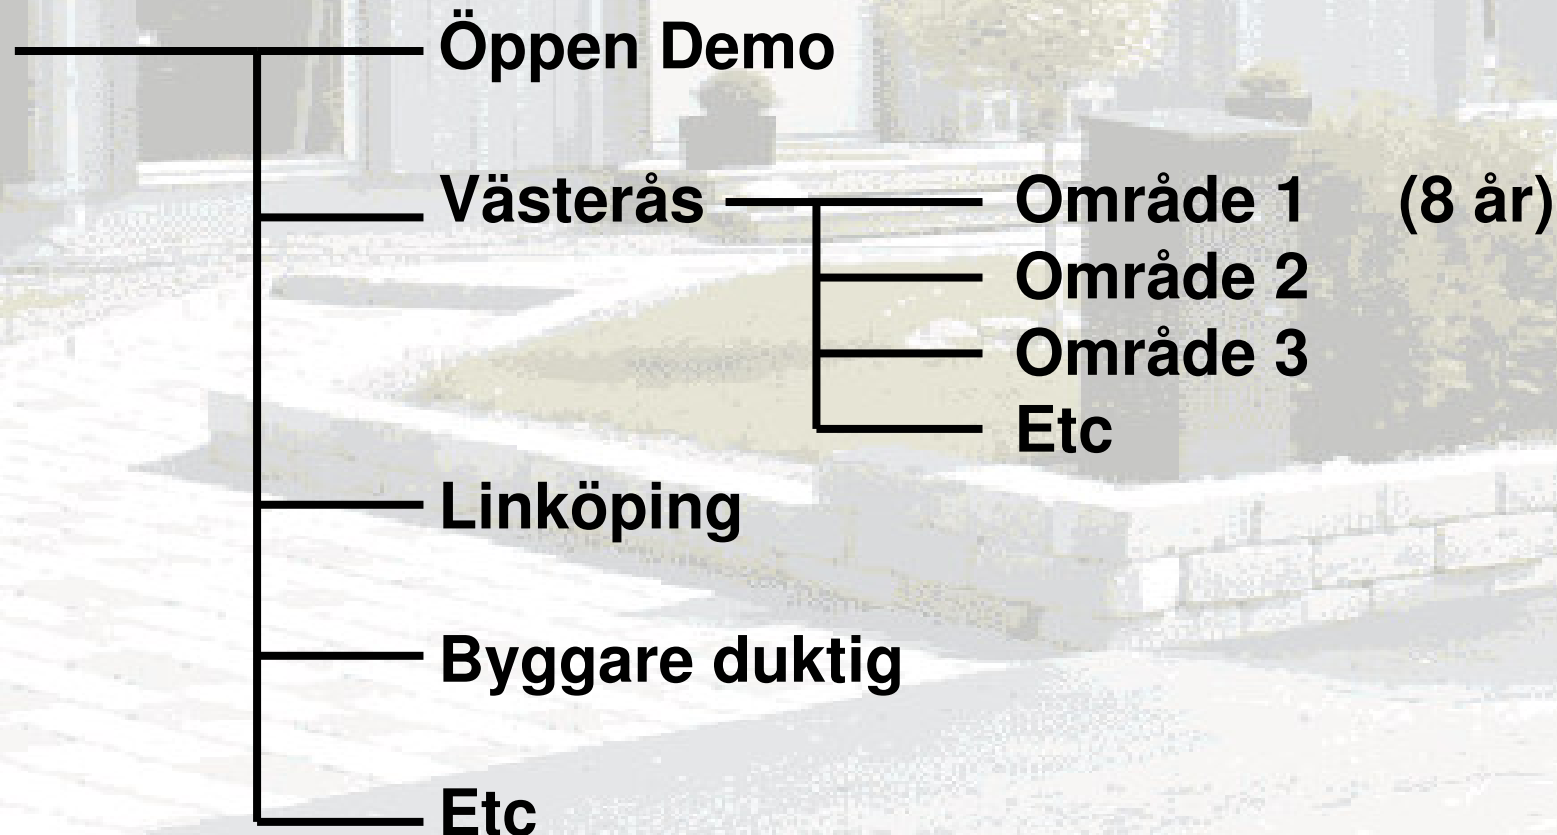 Öppen Demo
Västerås Område 1 (8 år)
Område 2
Område 3
Etc
Linköping
Byggare duktig
Etc